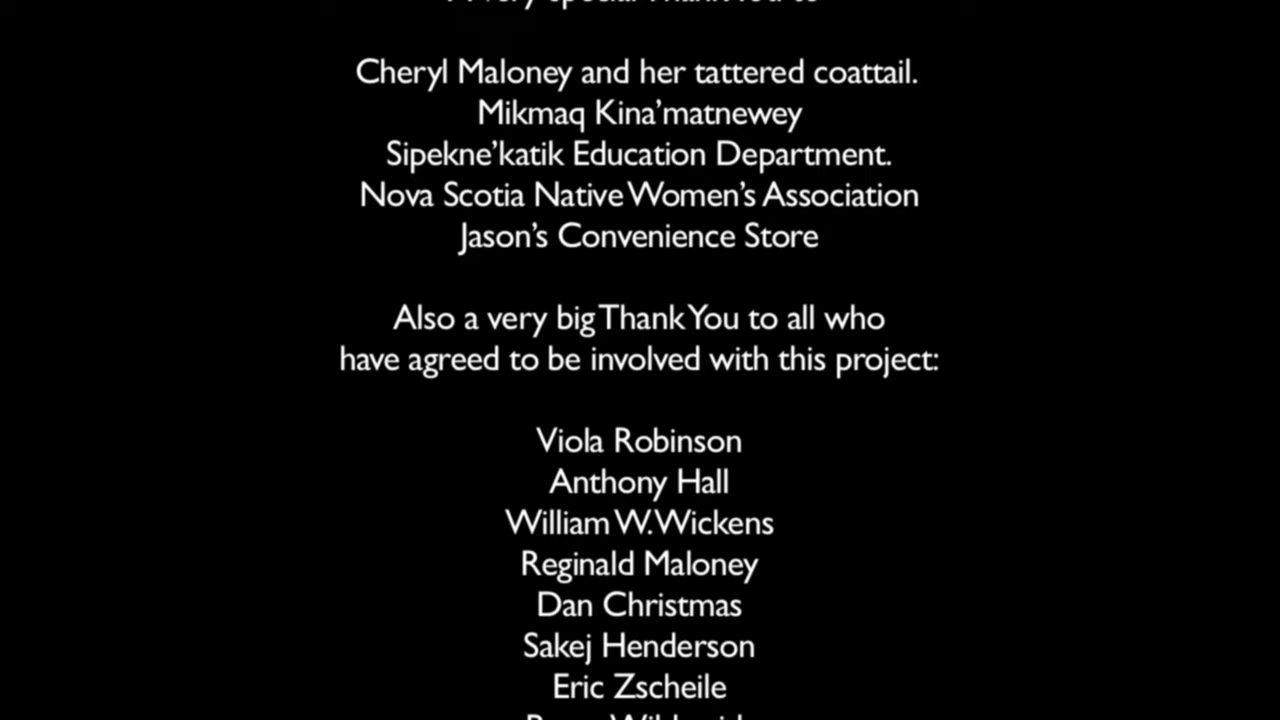 A very special Thank You to
Cheryl Maloney and her tattered coattail.
Mikmaq Kina’matnewey
Sipekne’katik Education Department.
Nova Scotia Native Women’s Association
Jason’s Convenience Store
Also a very big Thank You to all who
have agreed to be involved with this project:
Viola Robinson
Anthony Hall
William W. Wickens
Reginald Maloney
Dan Christmas
Sakej Henderson
Eric Zscheile